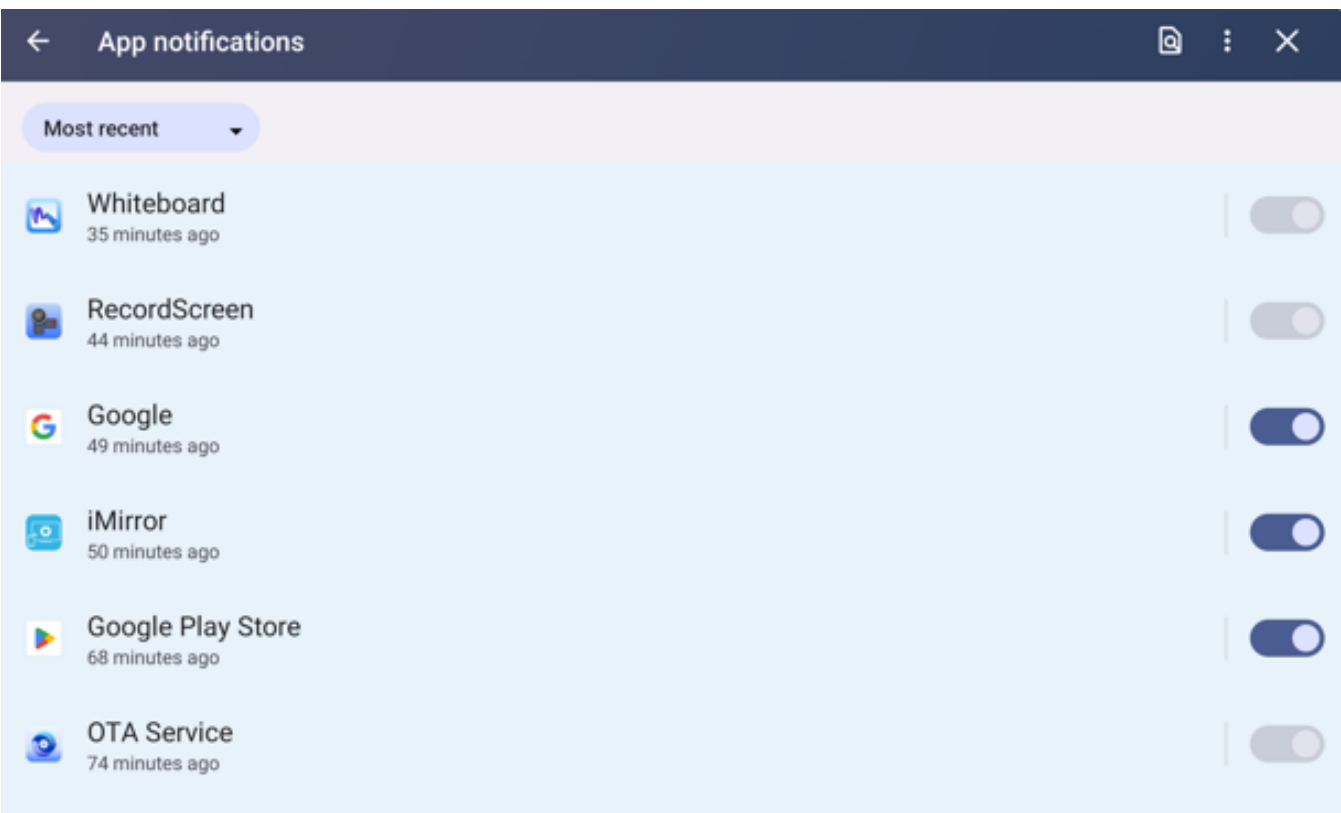 App notifications
Most recent
Whiteboard
35 minutes ago
RecordScreen
44 minutes ago
Google
49 minutes ago
iMirror
50 minutes ago
Google Play Store
68 minutes ago
OTA Service
74 minutes ago